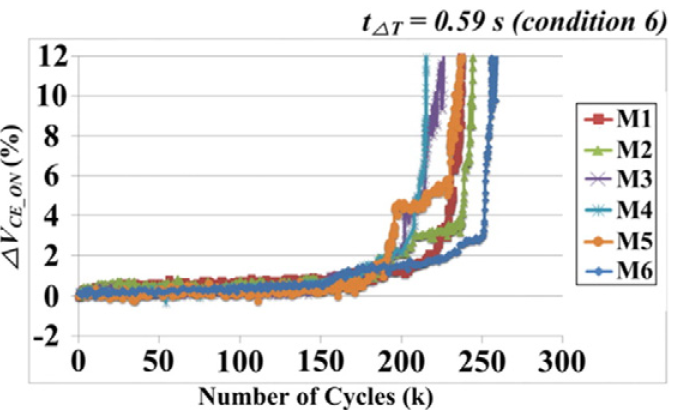 t△T = 0.59 s (condition 6)
12
10
8
6
4
2
0
-2
△VCE_ON (%)
0 50 100 150 200 250 300
Number of Cycles (k)
M1
M2
M3
M4
M5
M6